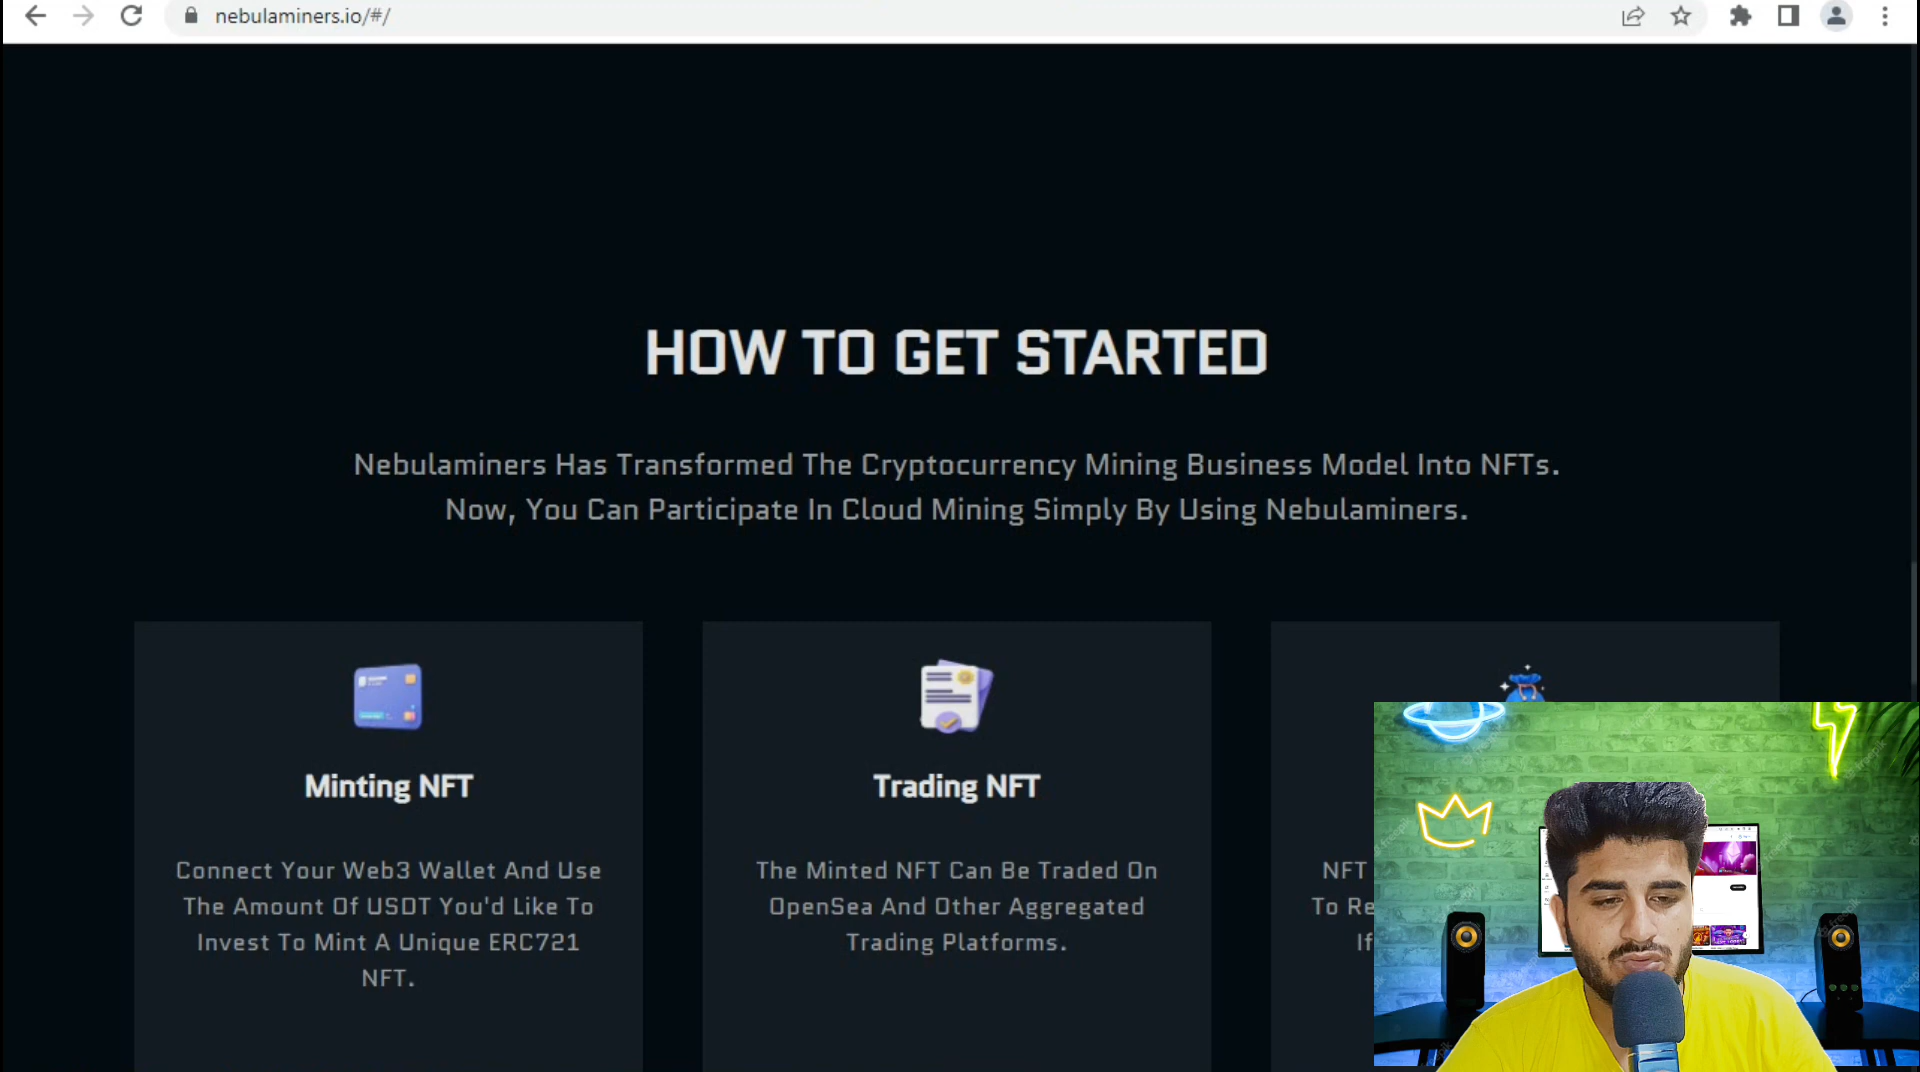 nebulaminers.io/#/
HOW TO GET STARTED
Nebulaminers Has Transformed The Cryptocurrency Mining Business Model Into NFTs.
Now, You Can Participate In Cloud Mining Simply By Using Nebulaminers.
Minting NFT
Connect Your Web3 Wallet And Use
The Amount Of USDT You'd Like To
Invest To Mint A Unique ERC721
NFT.
Trading NFT
The Minted NFT Can Be Traded On
OpenSea And Other Aggregated
Trading Platforms.
NFT
To Re
If